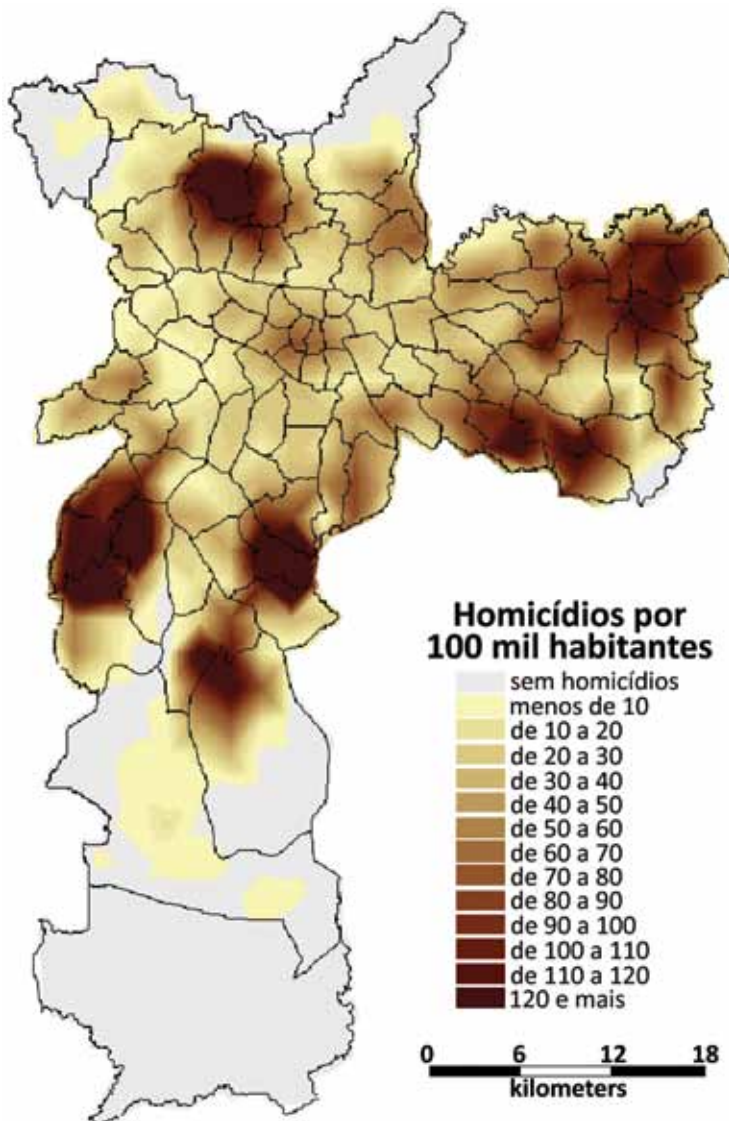 Homicídios por
100 mil habitantes
sem homicídios
menos de 10
de 10 a 20
de 20 a 30
de 30 a 40
de 40 a 50
de 50 a 60
de 60 a 70
de 70 a 80
de 80 a 90
de 90 a 100
de 100 a 110
de 110 a 120
120 e mais
0 6 12 18
kilometers